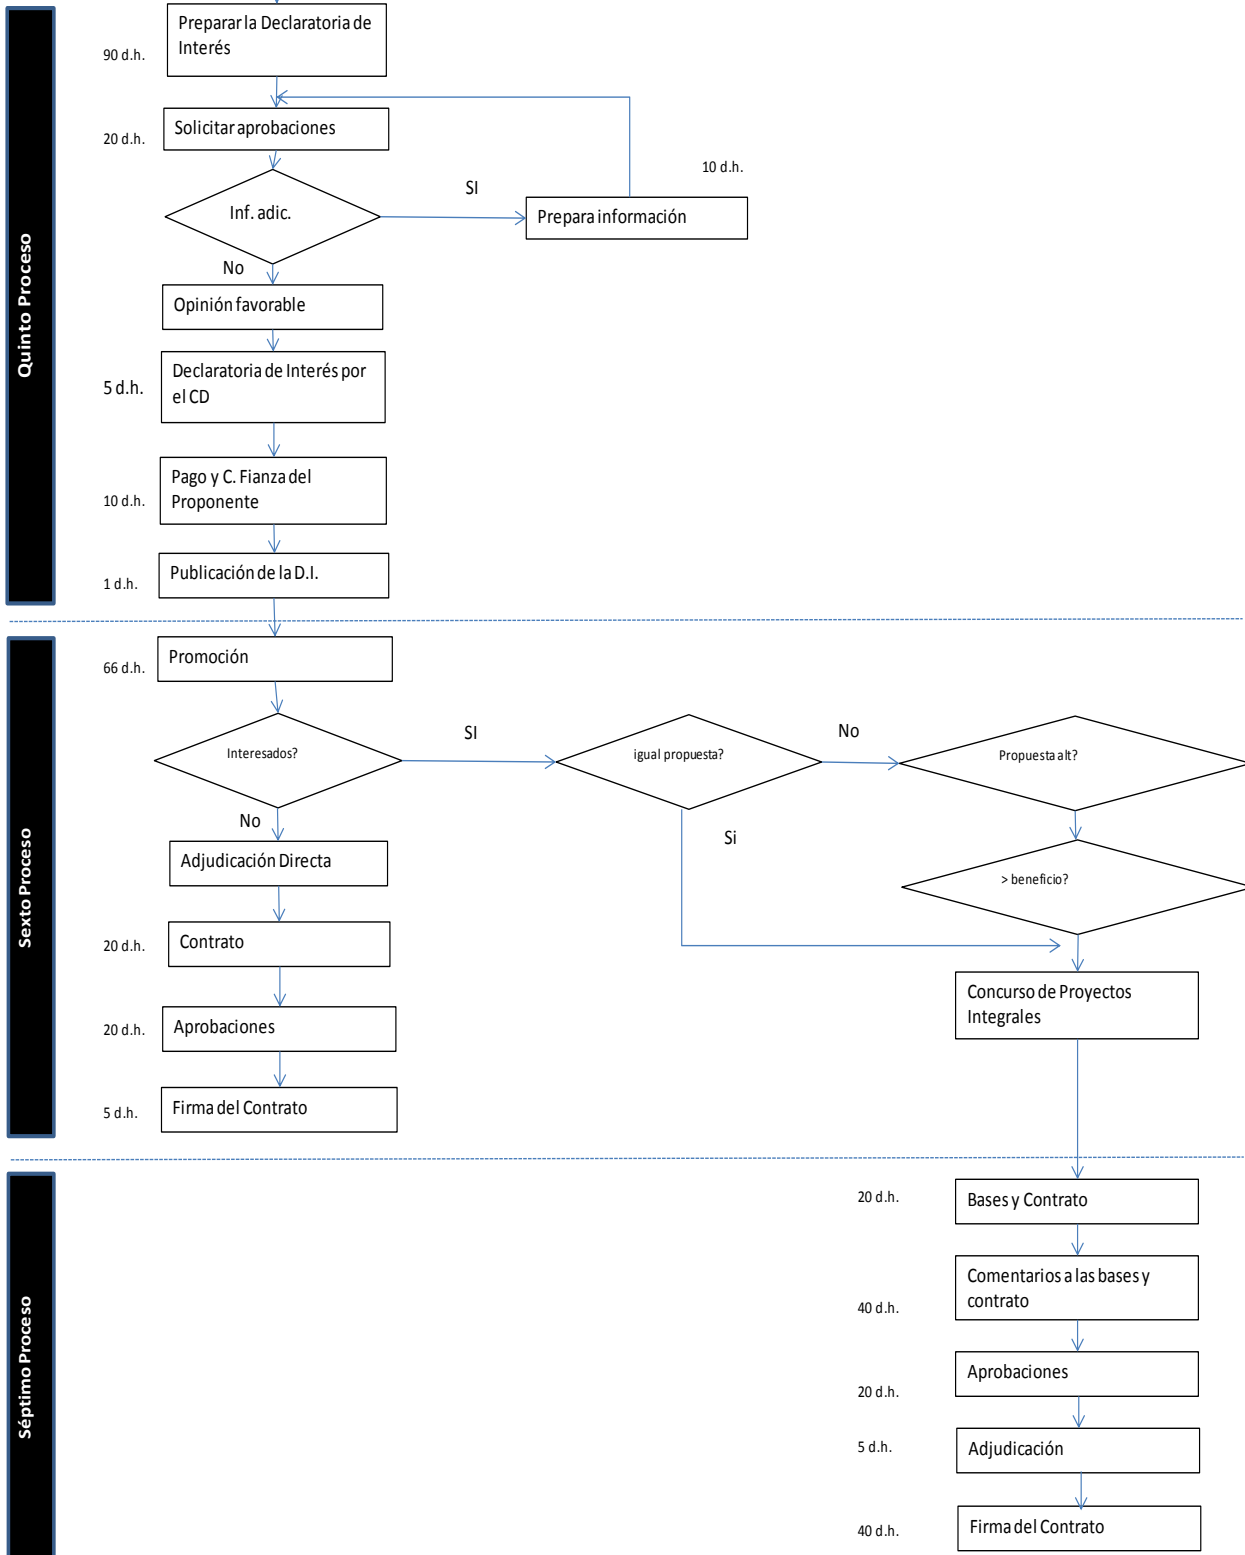 Quinto Proceso
Preparar la Declaratoria de
Interés
90 d.h.
Solicitar aprobaciones
20 d.h.
10 d.h.
Inf. adic.
SI
Prepara información
No
Opinión favorable
Declaratoria de Interés por
el CD
5 d.h.
Pago y C. Fianza del
Proponente
10 d.h.
Publicación de la D.I.
1 d.h.
Sexto Proceso
Promoción
66 d.h.
Interesados?
SI
igual propuesta?
No
Propuesta alt?
No
Si
Adjudicación Directa
> beneficio?
Contrato
20 d.h.
Concurso de Proyectos
Integrales
Aprobaciones
20 d.h.
Firma del Contrato
5 d.h.
Séptimo Proceso
20 d.h.
Bases y Contrato
Comentarios a las bases y
contrato
40 d.h.
Aprobaciones
20 d.h.
5 d.h.
Adjudicación
Firma del Contrato
40 d.h.